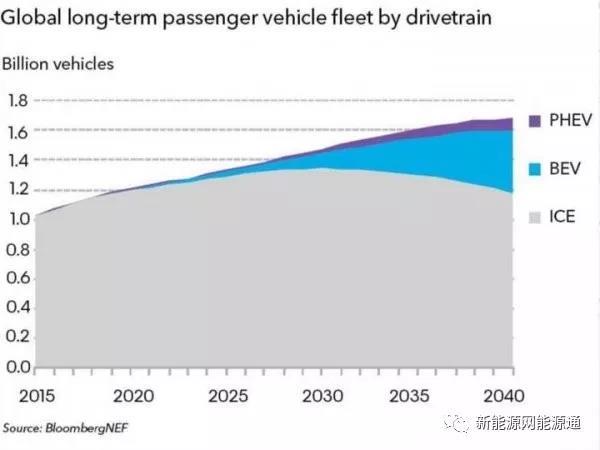 Global long-term passenger vehicle fleet by drivetrain
Billion vehicles
1.8
1.6
1.4
1.2
1.0
0.8
0.6
0.4
0.2
0.0
PHEV
BEV
ICE
2015 2020 2025 2030 2035 2040
Source: BloombergNEF
新能源网能源通